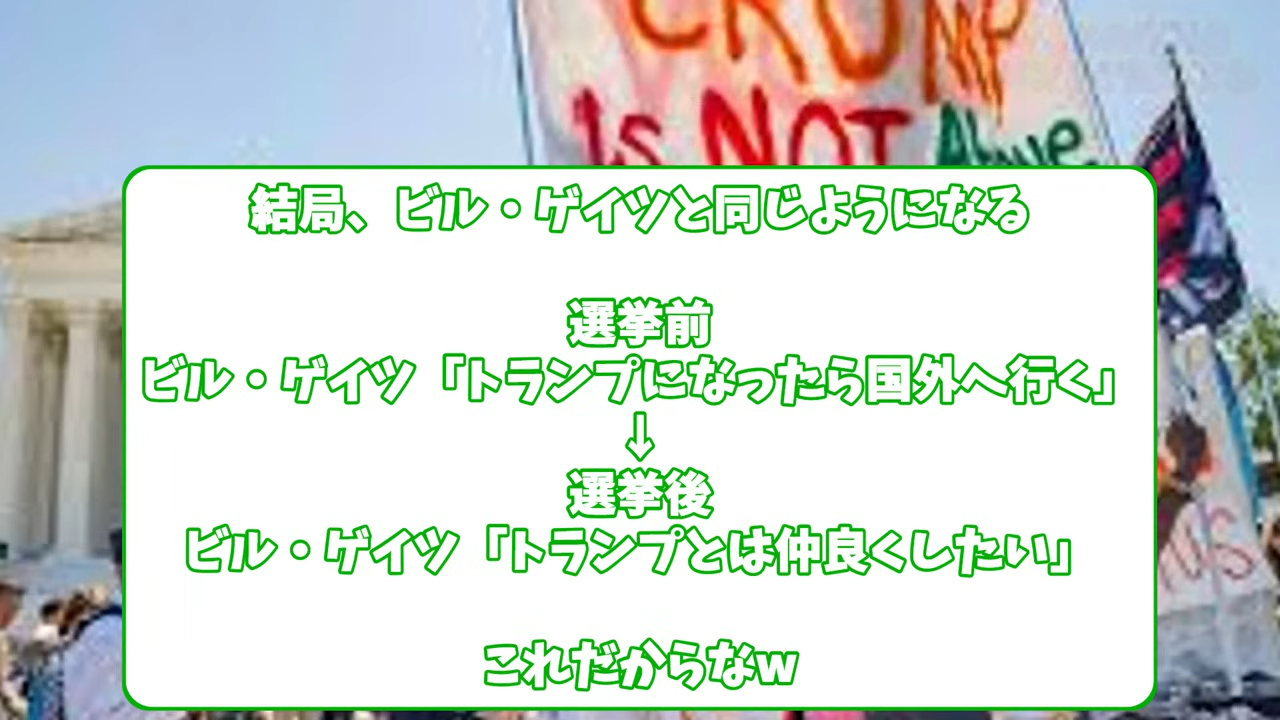 TRUMP
IS NOT Above
結局、ビル・ゲイツと同じようになる
選挙前
ビル・ゲイツ「トランプになったら国外へ行く」
↓
選挙後
ビル・ゲイツ「トランプとは仲良くしたい」
これだからなw